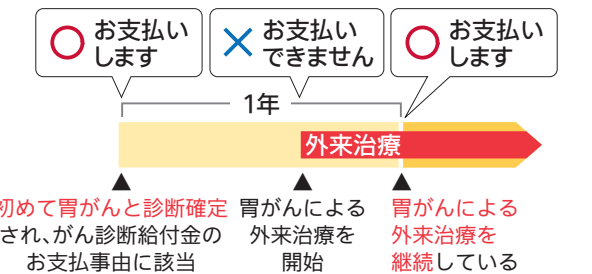 お支払い
します
お支払い
できません
お支払い
します
1年
外来治療
初めて胃がんと診断確定
され、がん診断給付金の
お支払事由に該当
胃がんによる
外来治療を
開始
胃がんによる
外来治療を
継続している